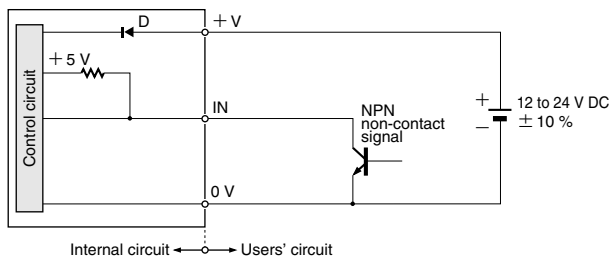 Control circuit
D
+ V
+ 5 V
IN
NPN
non-contact
signal
+
−
12 to 24 V DC
± 10 %
0 V
Internal circuit
Users' circuit